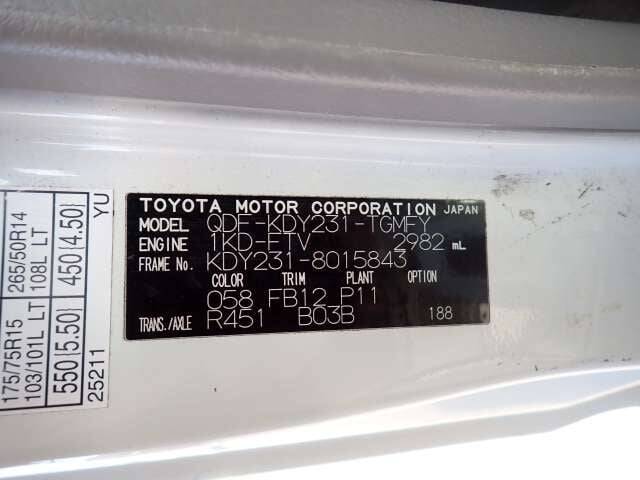 TOYOTA MOTOR CORPORATION JAPAN
MODEL QDF-KDY231-TGMFY
ENGINE 1KD-FTV 2982 mL
FRAME No. KDY231-8015843
COLOR TRIM PLANT OPTION
058 FB12 P11
TRANS./AXLE R451 B03B 188
175/75R15 265/50R14
103/101L LT 108L LT
550(5.50) 450(4.50)
25211 YU